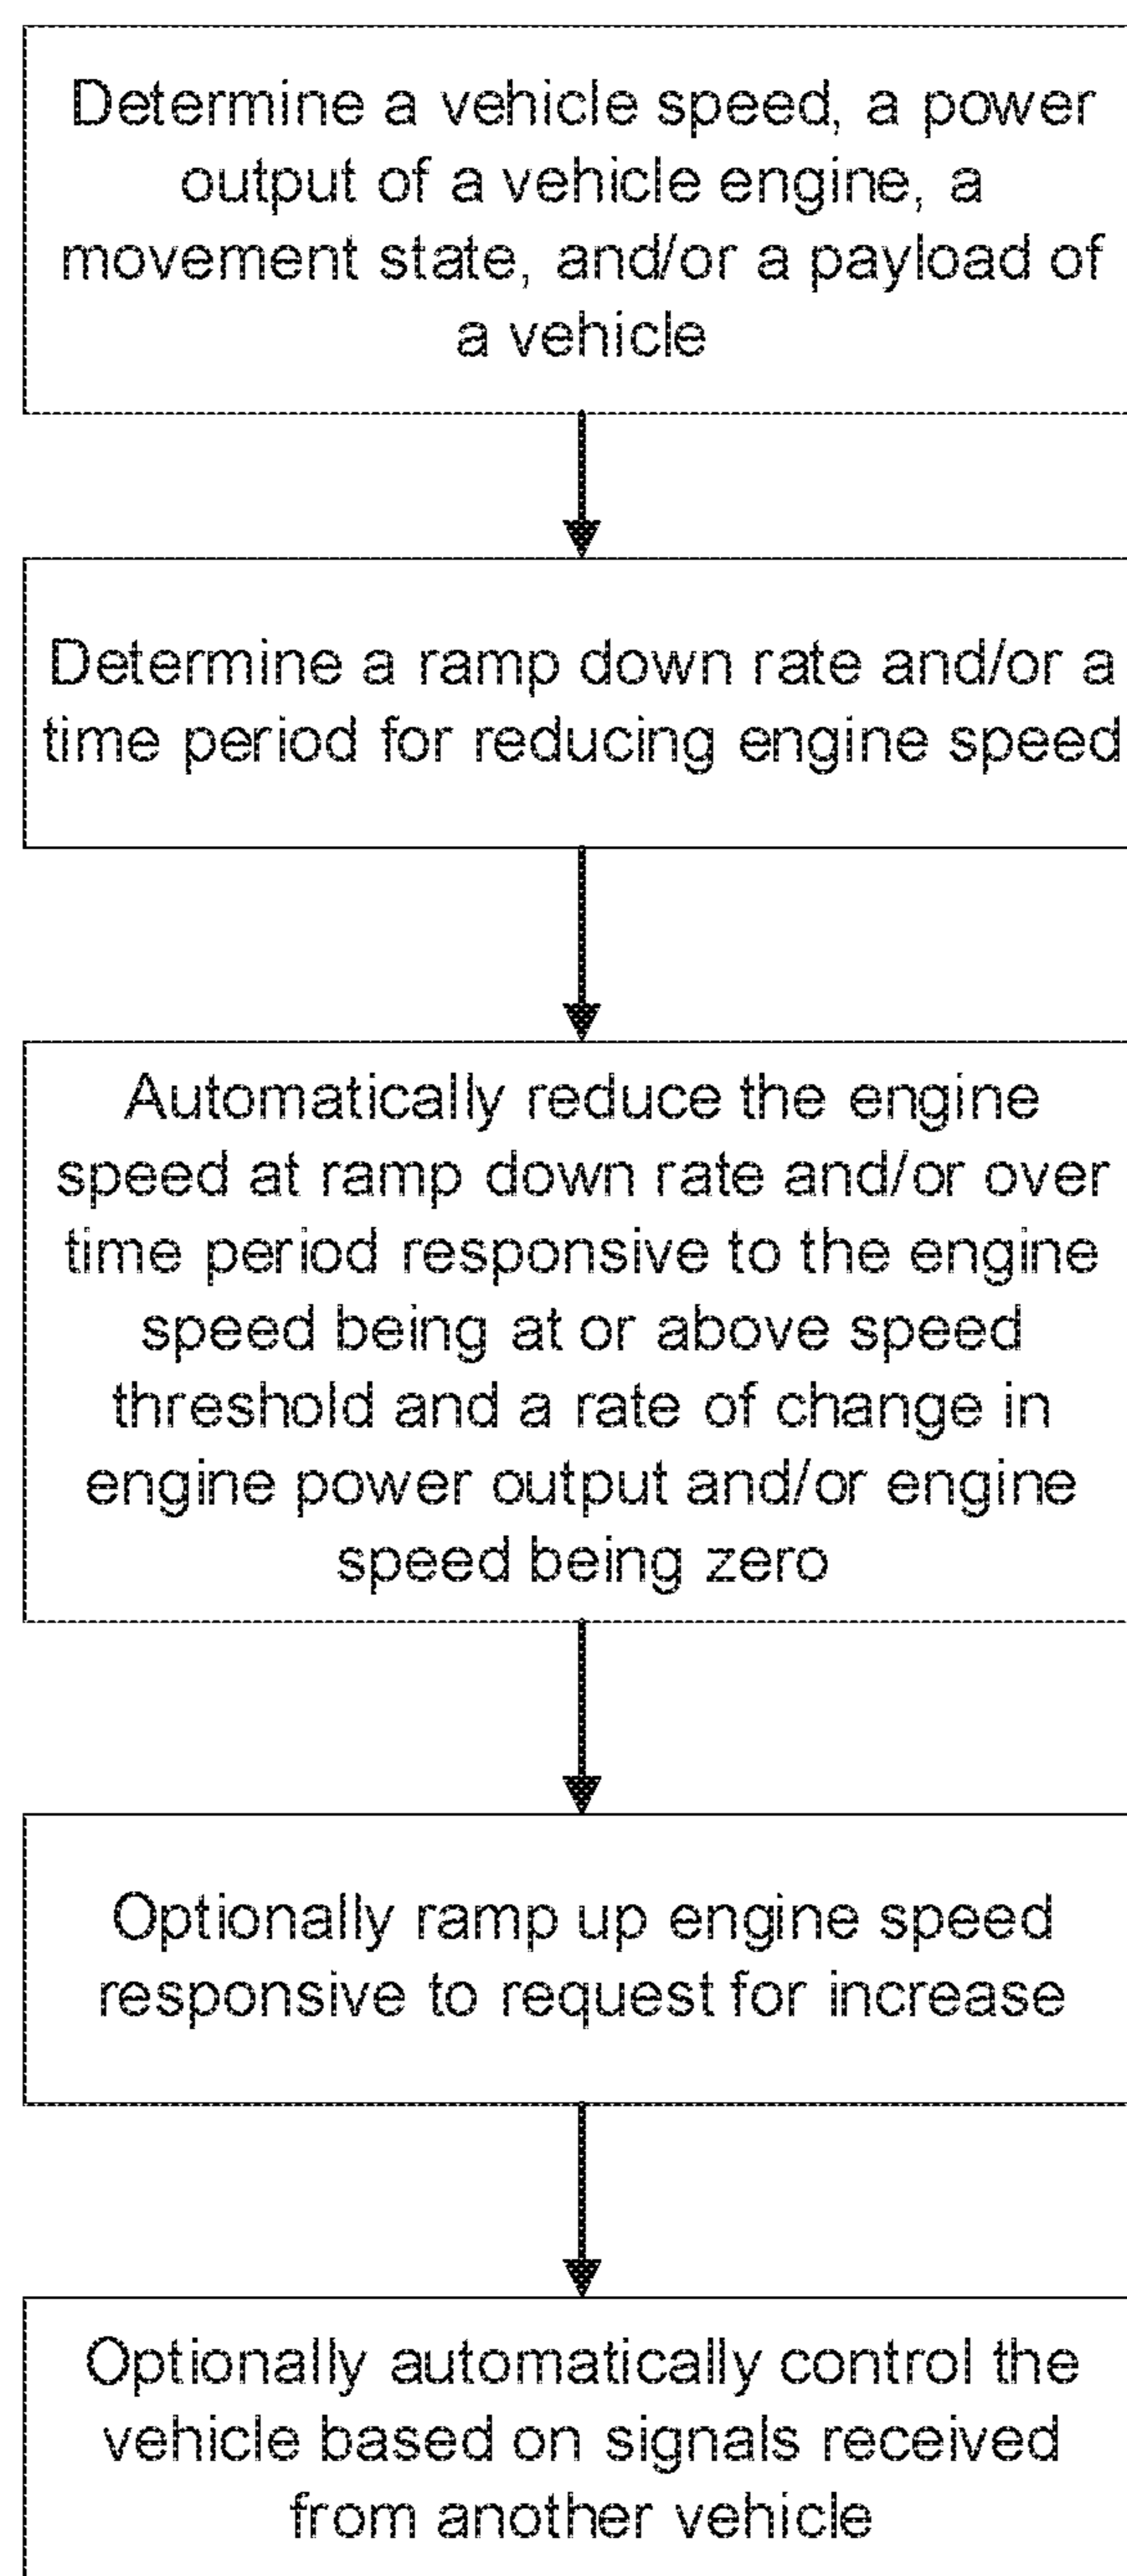 Determine a vehicle speed, a power
output of a vehicle engine, a
movement state, and/or a payload of
a vehicle
Determine a ramp down rate and/or a
time period for reducing engine speed
Automatically reduce the engine
speed at ramp down rate and/or over
time period responsive to the engine
speed being at or above speed
threshold and a rate of change in
engine power output and/or engine
speed being zero
Optionally ramp up engine speed
responsive to request for increase
Optionally automatically control the
vehicle based on signals received
from another vehicle